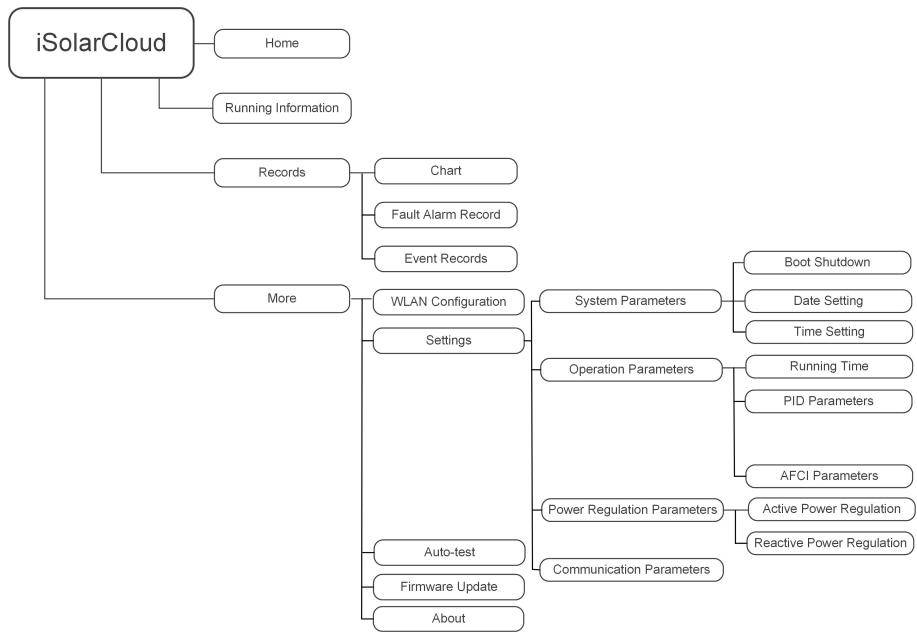 iSolarCloud
Home
Running Information
Records
Chart
Fault Alarm Record
Event Records
More
WLAN Configuration
Settings
System Parameters
Boot Shutdown
Date Setting
Time Setting
Operation Parameters
Running Time
PID Parameters
AFCI Parameters
Power Regulation Parameters
Active Power Regulation
Reactive Power Regulation
Communication Parameters
Auto-test
Firmware Update
About